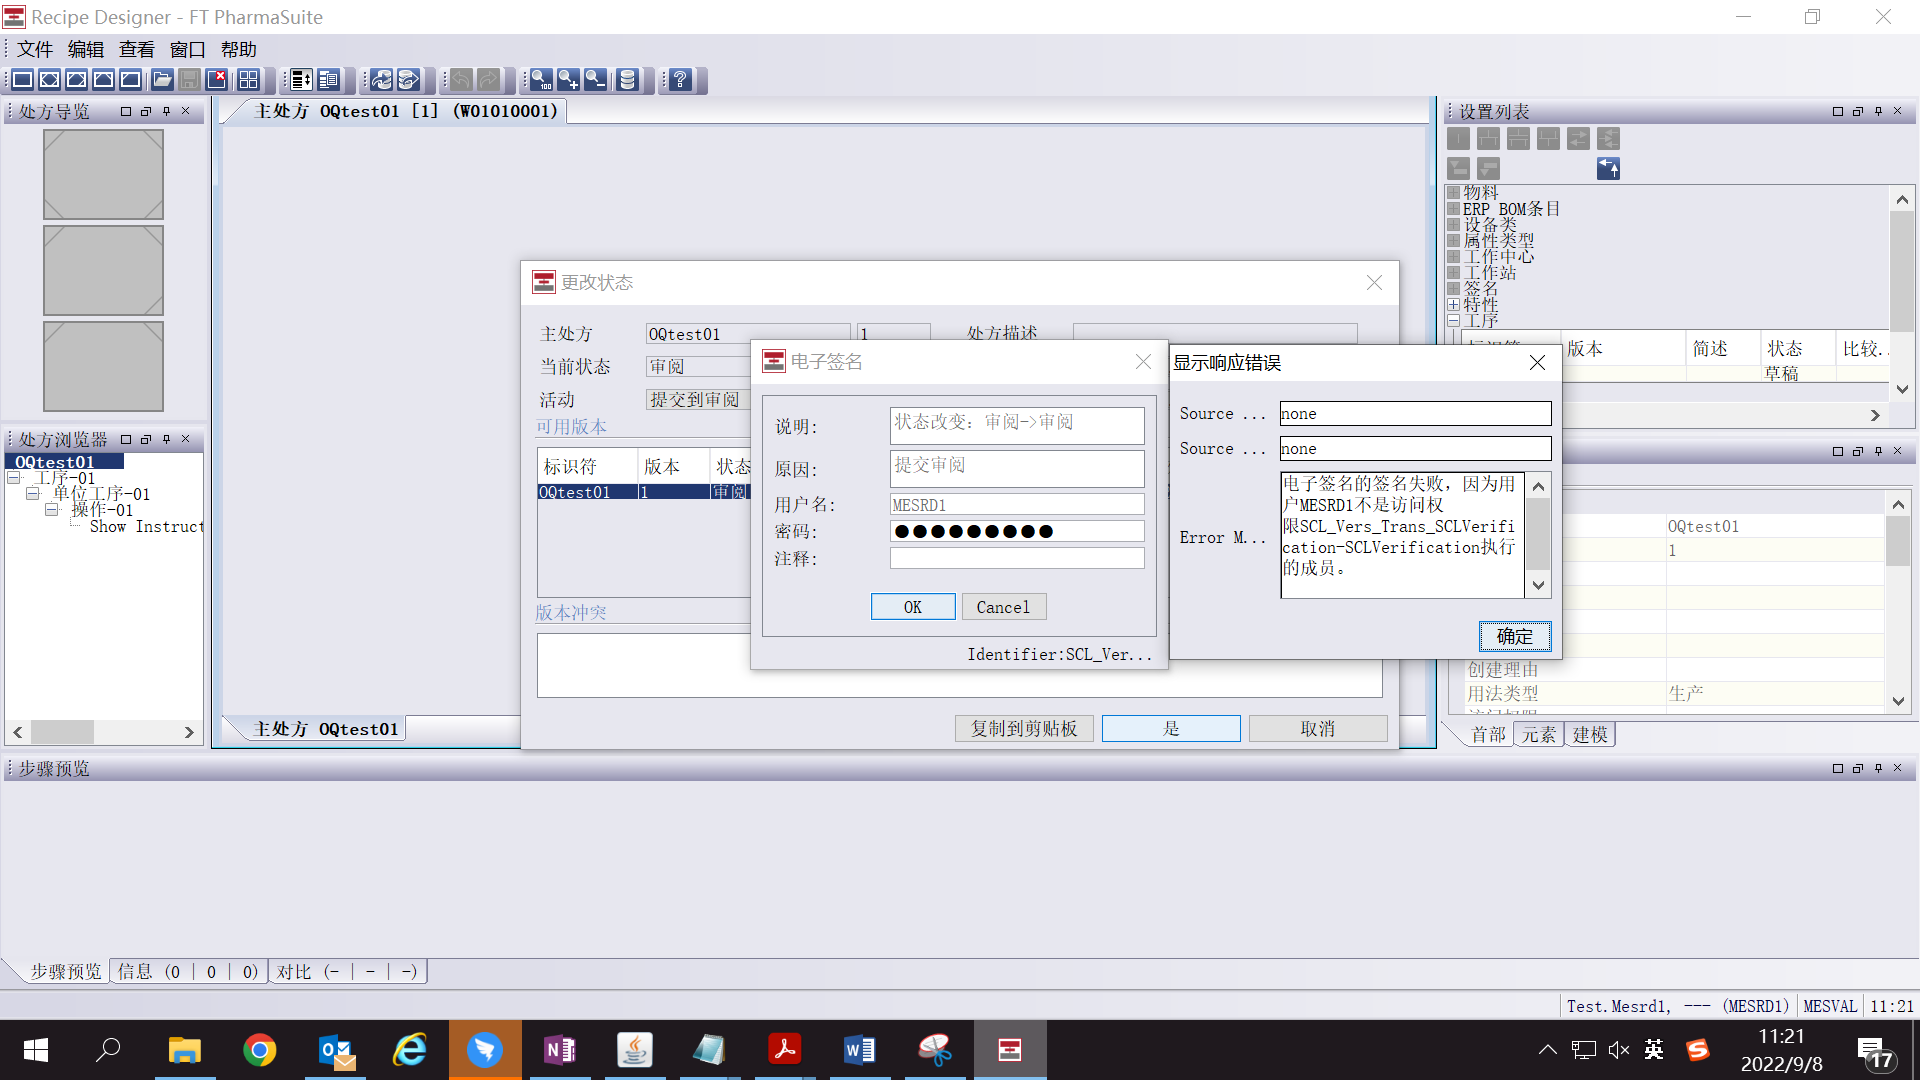 Recipe Designer - FT PharmaSuite
文件 编辑 查看 窗口 帮助
处方导览
主处方 OQtest01 [1] (W01010001)
设置列表
物料
ERP BOM条目
设备类
属性类型
工作中心
工作站
签名
特性
工序
版本 简述 状态 比较..
草稿
处方浏览器
OQtest01
工序-01
单位工序-01
操作-01
Show Instruct
更改状态
主处方 OQtest01 1 处方描述
当前状态 审阅
活动 提交到审阅
可用版本
标识符 版本 状态
OQtest01 1 审阅
版本冲突
复制到剪贴板 是 取消
电子签名
说明: 状态改变: 审阅->审阅
原因: 提交审阅
用户名: MESRD1
密码: ●●●●●●●●●
注释:
OK Cancel
Identifier:SCL_Ver...
显示响应错误
Source ... none
Source ... none
Error M...
电子签名的签名失败，因为用
户MESRD1不是访问权
限SCL_Vers_Trans_SCLVerifi
cation-SCLVerification执行
的成员。
确定
OQtest01
1
创建理由
用法类型 生产
首部 元素 建模
主处方 OQtest01
步骤预览
步骤预览 信息 (0 | 0 | 0) 对比 (- | - | -)
Test.Mesrd1, --- (MESRD1) MESVAL 11:21
英
11:21
2022/9/8
17